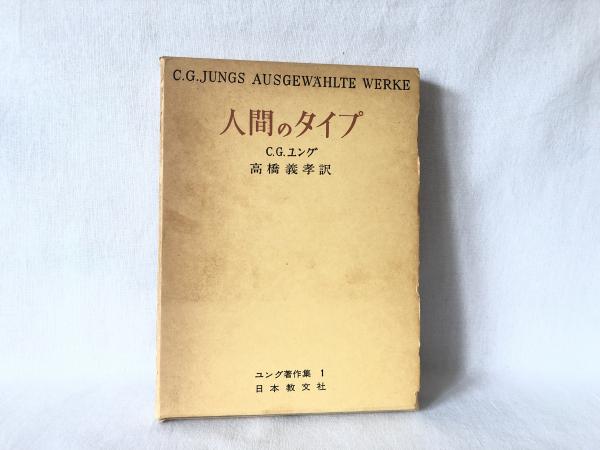 C.G.JUNGS AUSGEWÄHLTE WERKE
人間のタイプ
C.G.ユング
高橋義孝訳
ユング著作集 1
日本教文社